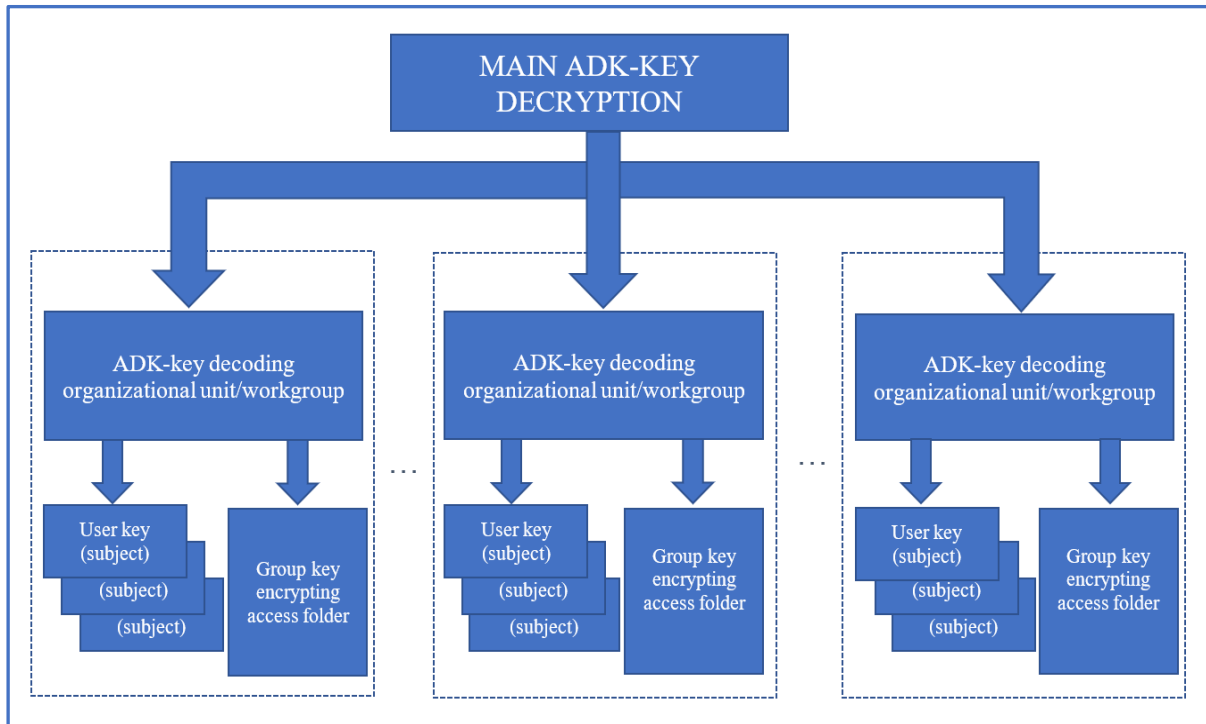 MAIN ADK-KEY
DECRYPTION
ADK-key decoding
organizational unit/workgroup
User key
(subject)
(subject)
(subject)
Group key
encrypting
access folder
...
ADK-key decoding
organizational unit/workgroup
User key
(subject)
(subject)
(subject)
Group key
encrypting
access folder
...
ADK-key decoding
organizational unit/workgroup
User key
(subject)
(subject)
(subject)
Group key
encrypting
access folder